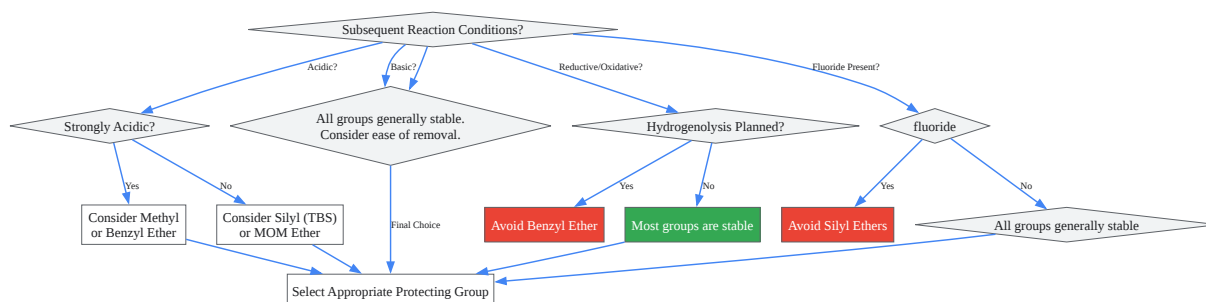 Subsequent Reaction Conditions?
Acidic?
Basic?
Reductive/Oxidative?
Fluoride Present?
Strongly Acidic?
All groups generally stable.
Consider ease of removal.
Hydrogenolysis Planned?
fluoride
Yes
No
Yes
No
Yes
No
Consider Methyl
or Benzyl Ether
Consider Silyl (TBS)
or MOM Ether
Final Choice
Avoid Benzyl Ether
Most groups are stable
Avoid Silyl Ethers
All groups generally stable
Select Appropriate Protecting Group